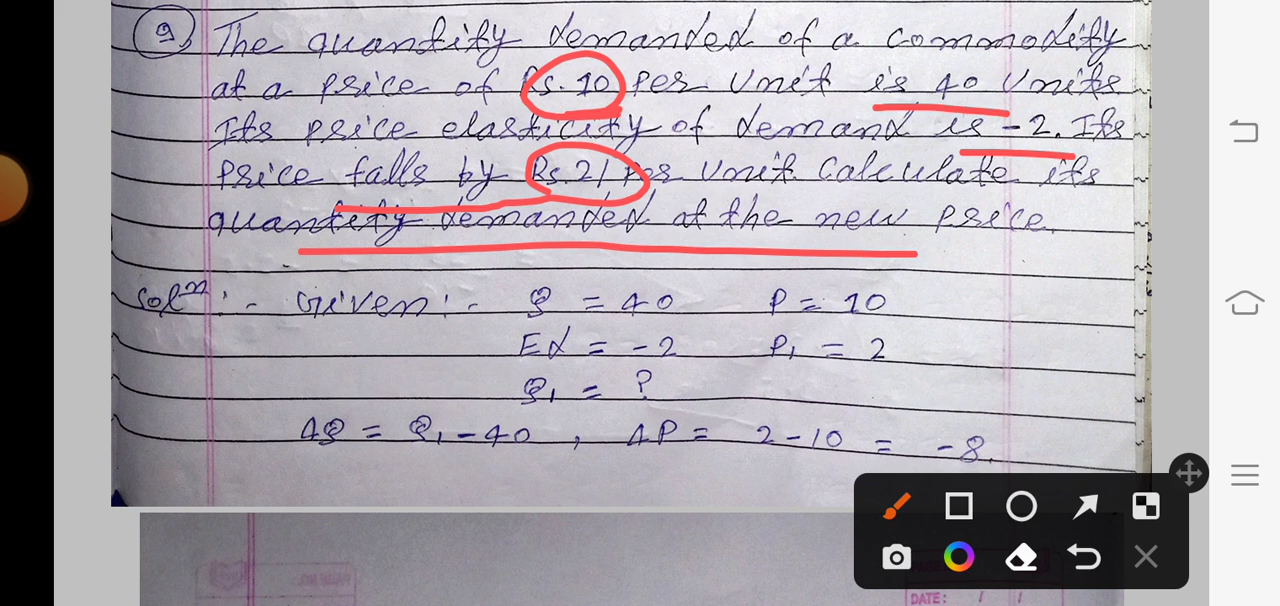 9) The quantity demanded of a commodity
at a price of Rs. 10 per unit is 40 units
Its price elasticity of demand is -2. Its
price falls by Rs. 2/ per unit. Calculate its
quantity demanded at the new price.
Solⁿ :- Given :- Q = 40 P = 10
Ed = -2 P₁ = 2
Q₁ = ?
ΔQ = Q₁ - 40 , ΔP = 2 - 10 = -8.
PAGE NO.:
DATE: / /